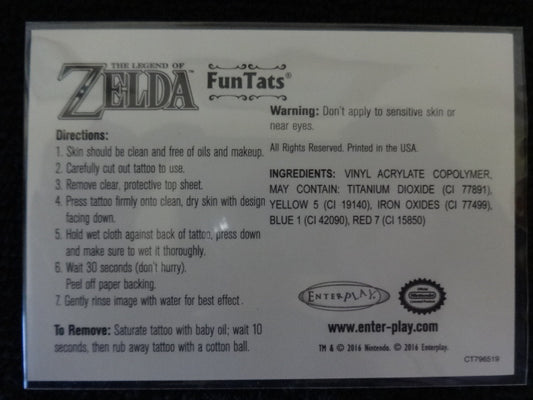 THE LEGEND OF
ZELDA
FunTats®
Warning: Don't apply to sensitive skin or
near eyes.
All Rights Reserved. Printed in the USA.
INGREDIENTS: VINYL ACRYLATE COPOLYMER,
MAY CONTAIN: TITANIUM DIOXIDE (CI 77891),
YELLOW 5 (CI 19140), IRON OXIDES (CI 77499),
BLUE 1 (CI 42090), RED 7 (CI 15850)
Directions:
1. Skin should be clean and free of oils and makeup.
2. Carefully cut out tattoo to use.
3. Remove clear, protective top sheet.
4. Press tattoo firmly onto clean, dry skin with design
facing down.
5. Hold wet cloth against back of tattoo, press down
and make sure to wet it thoroughly.
6. Wait 30 seconds (don't hurry).
Peel off paper backing.
7. Gently rinse image with water for best effect.
To Remove: Saturate tattoo with baby oil; wait 10
seconds, then rub away tattoo with a cotton ball.
ENTERPLAY
Nintendo
www.enter-play.com
TM & © 2016 Nintendo. © 2016 Enterplay.
CT796519